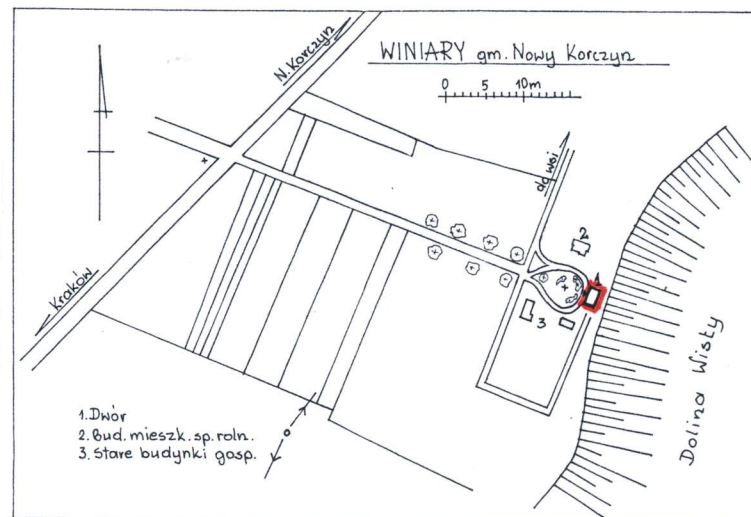 WINIARY gm. Nowy Korczyn
0 5 10m
N. Korczyn
do wsi
2
1
3
Kraków
Dolina Wisły
1. Dwór
2. Bud. mieszk. sp. roln.
3. Stare budynki gosp.